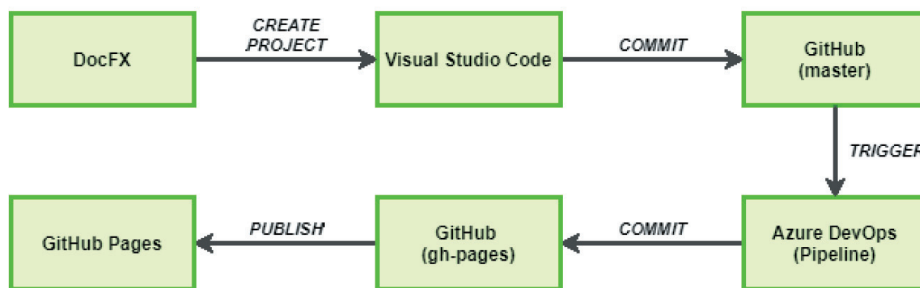 DocFX
CREATE
PROJECT
Visual Studio Code
COMMIT
GitHub
(master)
TRIGGER
GitHub Pages
PUBLISH
GitHub
(gh-pages)
COMMIT
Azure DevOps
(Pipeline)